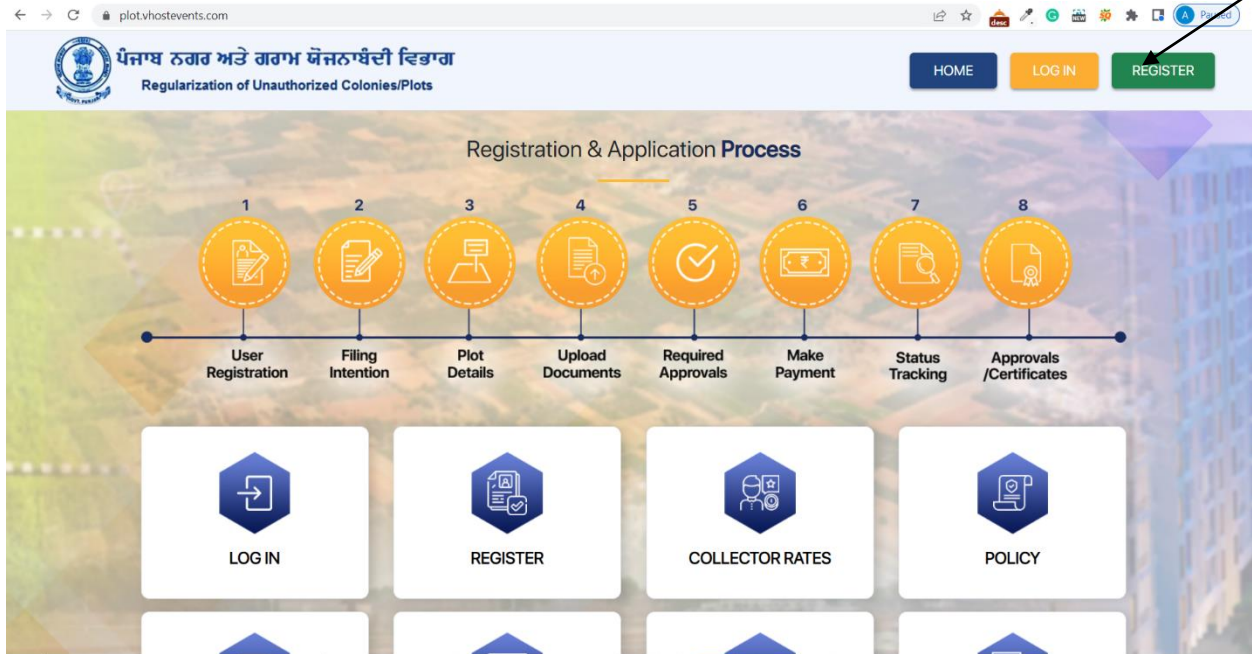 plot.vhostevents.com
Paused
ਪੰਜਾਬ ਨਗਰ ਅਤੇ ਗਰਾਮ ਯੋਜਨਾਬੰਦੀ ਵਿਭਾਗ
Regularization of Unauthorized Colonies/Plots
HOME
LOG IN
REGISTER
Registration & Application Process
1 2 3 4 5 6 7 8
User Registration
Filing Intention
Plot Details
Upload Documents
Required Approvals
Make Payment
Status Tracking
Approvals /Certificates
LOG IN
REGISTER
COLLECTOR RATES
POLICY